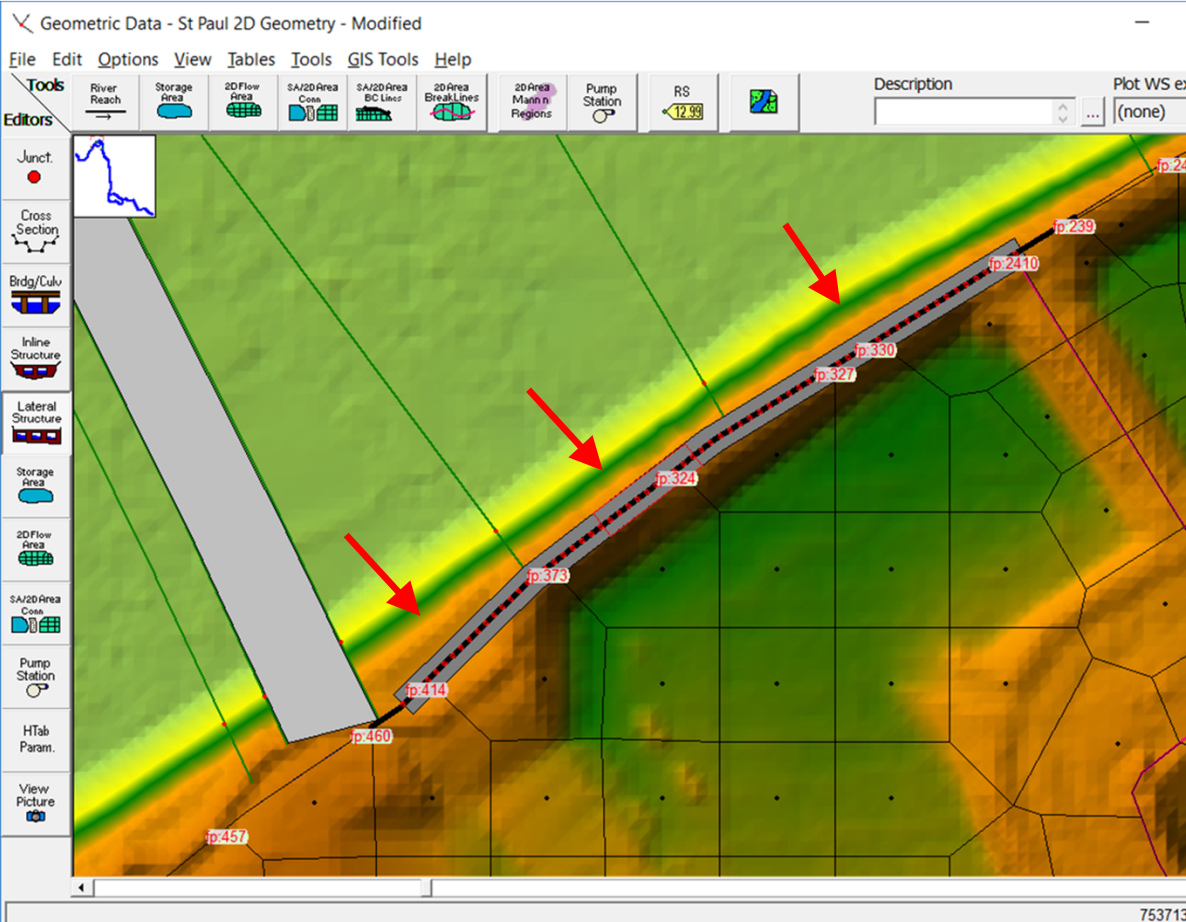 Geometric Data - St Paul 2D Geometry - Modified
File Edit Options View Tables Tools GIS Tools Help
Tools
Editors
River
Reach
Storage
Area
2D Flow
Area
SA/2D Area
Conn
SA/2D Area
BC Lines
2D Area
BreakLines
2D Area
Mann n
Regions
Pump
Station
RS
12.99
Description
...
Plot WS ex
(none)
Junct.
Cross
Section
Brdg/Culv
Inline
Structure
Lateral
Structure
Storage
Area
2D Flow
Area
SA/2D Area
Conn
Pump
Station
HTab
Param.
View
Picture
fp:24
fp:239
fp:2410
fp:330
fp:327
fp:324
fp:373
fp:414
fp:460
fp:457
753713